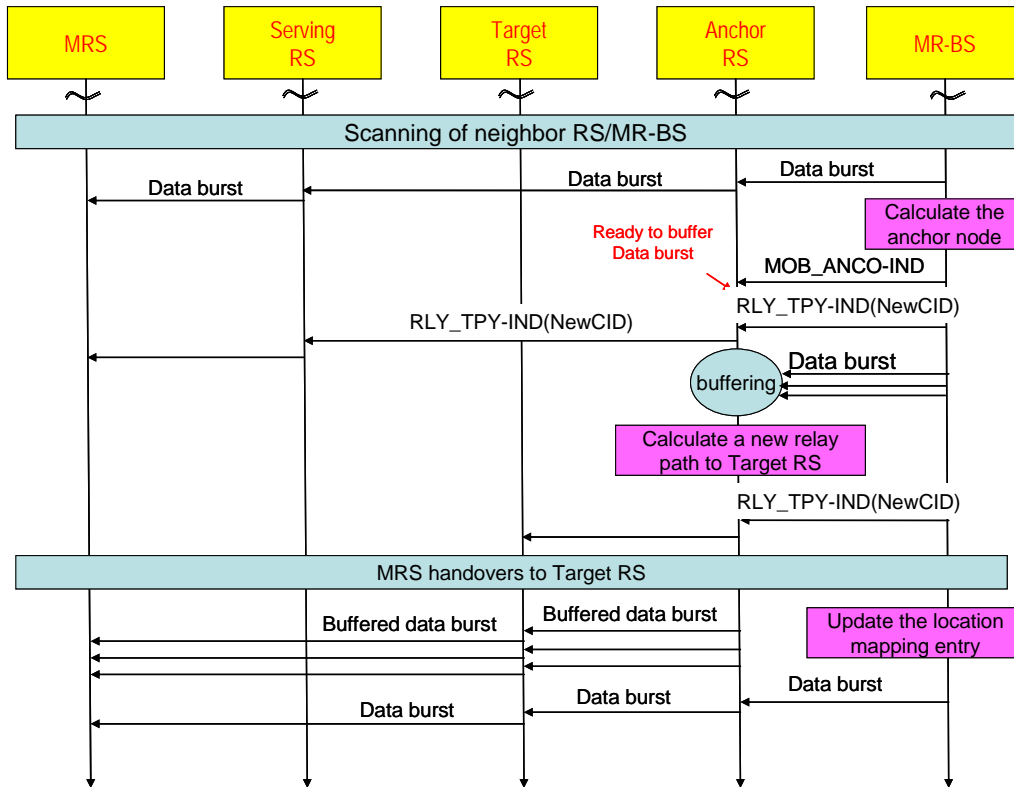 MRS
Serving
RS
Target
RS
Anchor
RS
MR-BS
Scanning of neighbor RS/MR-BS
Data burst
Data burst
Data burst
Calculate the
anchor node
Ready to buffer
Data burst
MOB_ANCO-IND
RLY_TPY-IND(NewCID)
RLY_TPY-IND(NewCID)
Data burst
buffering
Calculate a new relay
path to Target RS
RLY_TPY-IND(NewCID)
MRS handovers to Target RS
Buffered data burst
Buffered data burst
Update the location
mapping entry
Data burst
Data burst
Data burst